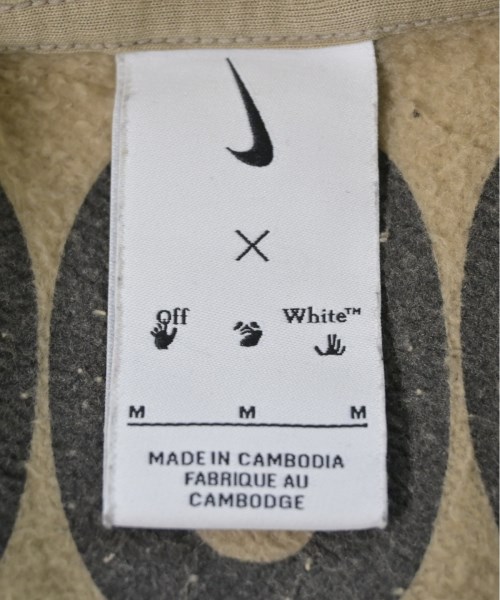 ×
Off White™
M M M
MADE IN CAMBODIA
FABRIQUE AU
CAMBODGE